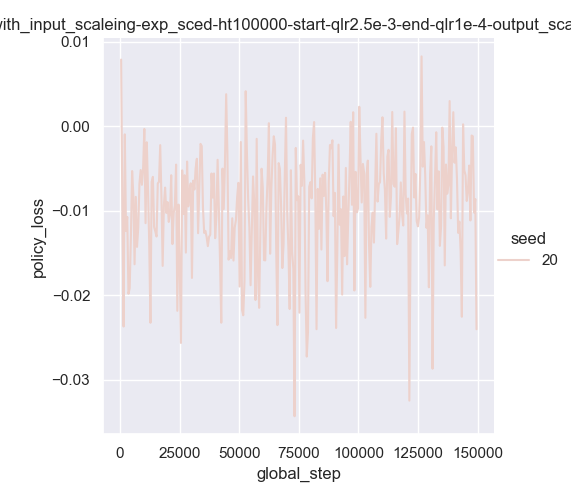 with_input_scaleing-exp_sced-ht100000-start-qlr2.5e-3-end-qlr1e-4-output_sca
0.01
0.00
−0.01
−0.02
−0.03
policy_loss
0 25000 50000 75000 100000 125000 150000
global_step
seed
20